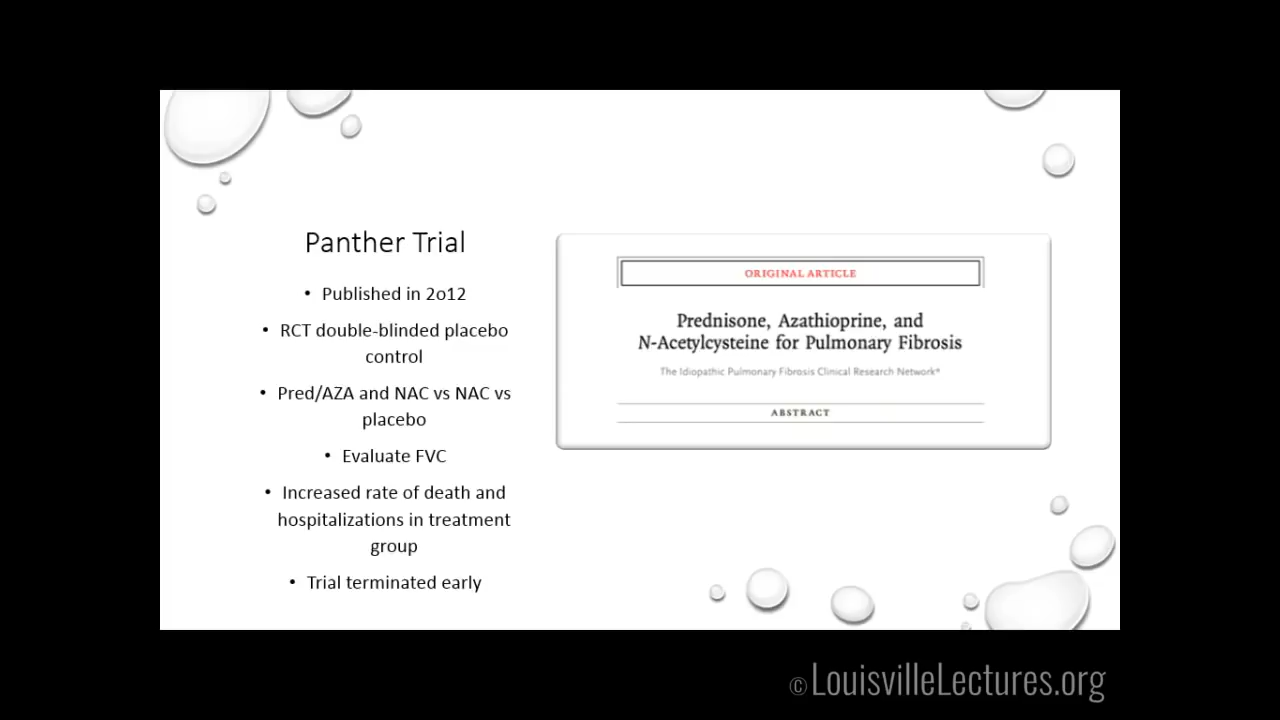 Panther Trial
• Published in 2o12
• RCT double-blinded placebo
control
• Pred/AZA and NAC vs NAC vs
placebo
• Evaluate FVC
• Increased rate of death and
hospitalizations in treatment
group
• Trial terminated early
ORIGINAL ARTICLE
Prednisone, Azathioprine, and
N-Acetylcysteine for Pulmonary Fibrosis
The Idiopathic Pulmonary Fibrosis Clinical Research Network*
ABSTRACT
© LouisvilleLectures.org